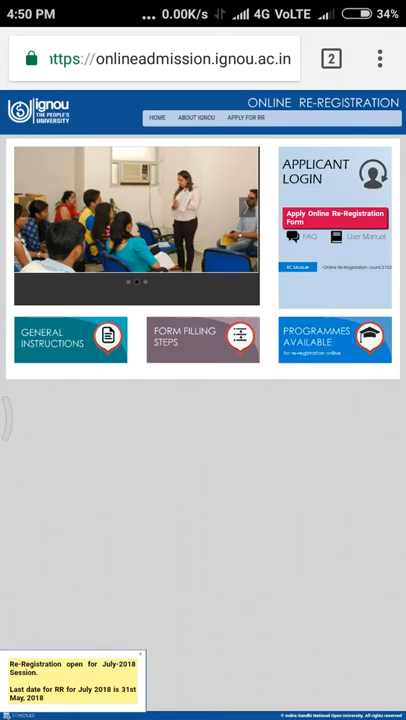 4:50 PM ... 0.00K/s 4G VoLTE 34%
https://onlineadmission.ignou.ac.in
2
ignou
THE PEOPLE'S
UNIVERSITY
ONLINE RE-REGISTRATION
HOME ABOUT IGNOU APPLY FOR RR
APPLICANT
LOGIN
Apply Online Re-Registration
Form
FAQ User Manual
RC Module Online Re-Registration count:
GENERAL
INSTRUCTIONS
FORM FILLING
STEPS
PROGRAMMES
AVAILABLE
for re-registration online
x
Re-Registration open for July-2018
Session.
Last date for RR for July 2018 is 31st
May, 2018
© Indira Gandhi National Open University. All rights reserved